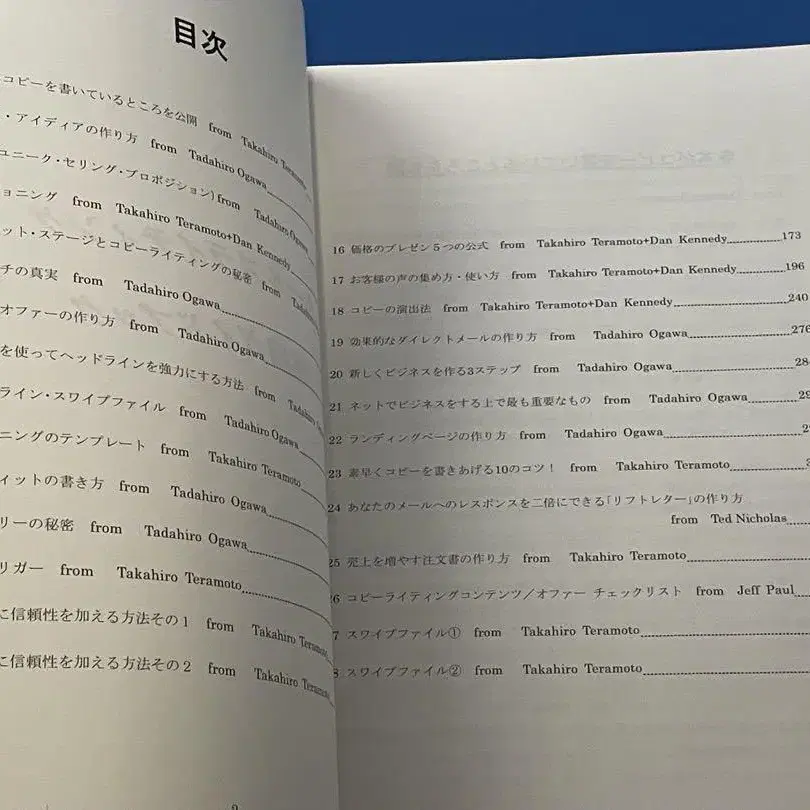 目次
コピーを書いているところを公開 from Takahiro Teramoto
・アイディアの作り方 from Tadahiro Ogawa
ユニーク・セリング・プロポジション) from Tadahiro Ogawa
ョニング from Takahiro Teramoto+Dan Kennedy
ット・ステージとコピーライティングの秘密 from
チの真実 from Tadahiro Ogawa
オファーの作り方 from Tadahiro Ogawa
を使ってヘッドラインを強力にする方法 from
ライン・スワイプファイル from Tadahiro Ogawa
ニングのテンプレート from Takahiro Teramoto
ィットの書き方 from Tadahiro Ogawa
リーの秘密 from Tadahiro Ogawa
リガー from Takahiro Teramoto
に信頼性を加える方法その1 from Takahiro Teramoto
に信頼性を加える方法その2 from Takahiro Teramoto
16 価格のプレゼン5つの公式 from Takahiro Teramoto+Dan Kennedy 173
17 お客様の声の集め方・使い方 from Takahiro Teramoto+Dan Kennedy 196
18 コピーの演出法 from Takahiro Teramoto+Dan Kennedy 240
19 効果的なダイレクトメールの作り方 from Tadahiro Ogawa 276
20 新しくビジネスを作る3ステップ from Tadahiro Ogawa 28
21 ネットでビジネスをする上で最も重要なもの from Tadahiro Ogawa 29
22 ランディングページの作り方 from Tadahiro Ogawa 2
23 素早くコピーを書きあげる10のコツ! from Takahiro Teramoto 3
24 あなたのメールへのレスポンスを二倍にできる「リフトレター」の作り方
from Ted Nicholas
25 売上を増やす注文書の作り方 from Takahiro Teramoto
26 コピーライティングコンテンツ/オファー チェックリスト from Jeff Paul
7 スワイプファイル① from Takahiro Teramoto
8 スワイプファイル② from Takahiro Teramoto